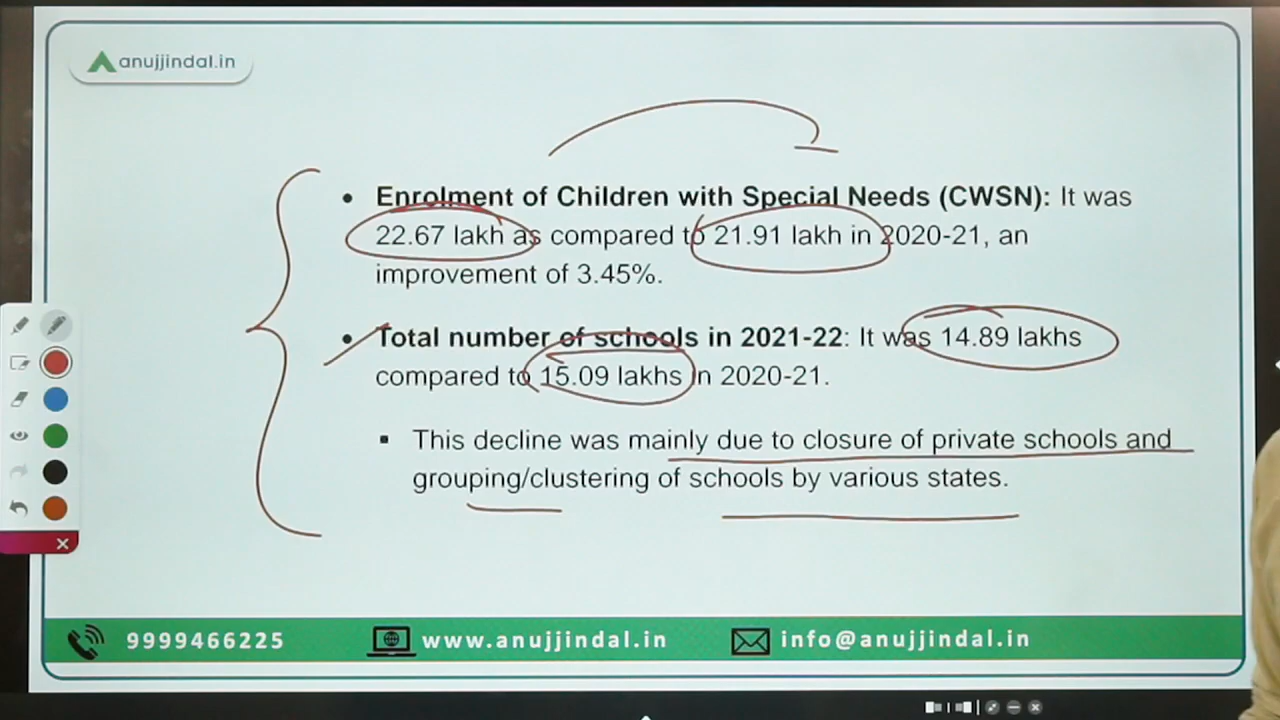 anujjindal.in
• Enrolment of Children with Special Needs (CWSN): It was
22.67 lakh as compared to 21.91 lakh in 2020-21, an
improvement of 3.45%.
• Total number of schools in 2021-22: It was 14.89 lakhs
compared to 15.09 lakhs in 2020-21.
▪ This decline was mainly due to closure of private schools and
grouping/clustering of schools by various states.
9999466225 www.anujjindal.in info@anujjindal.in